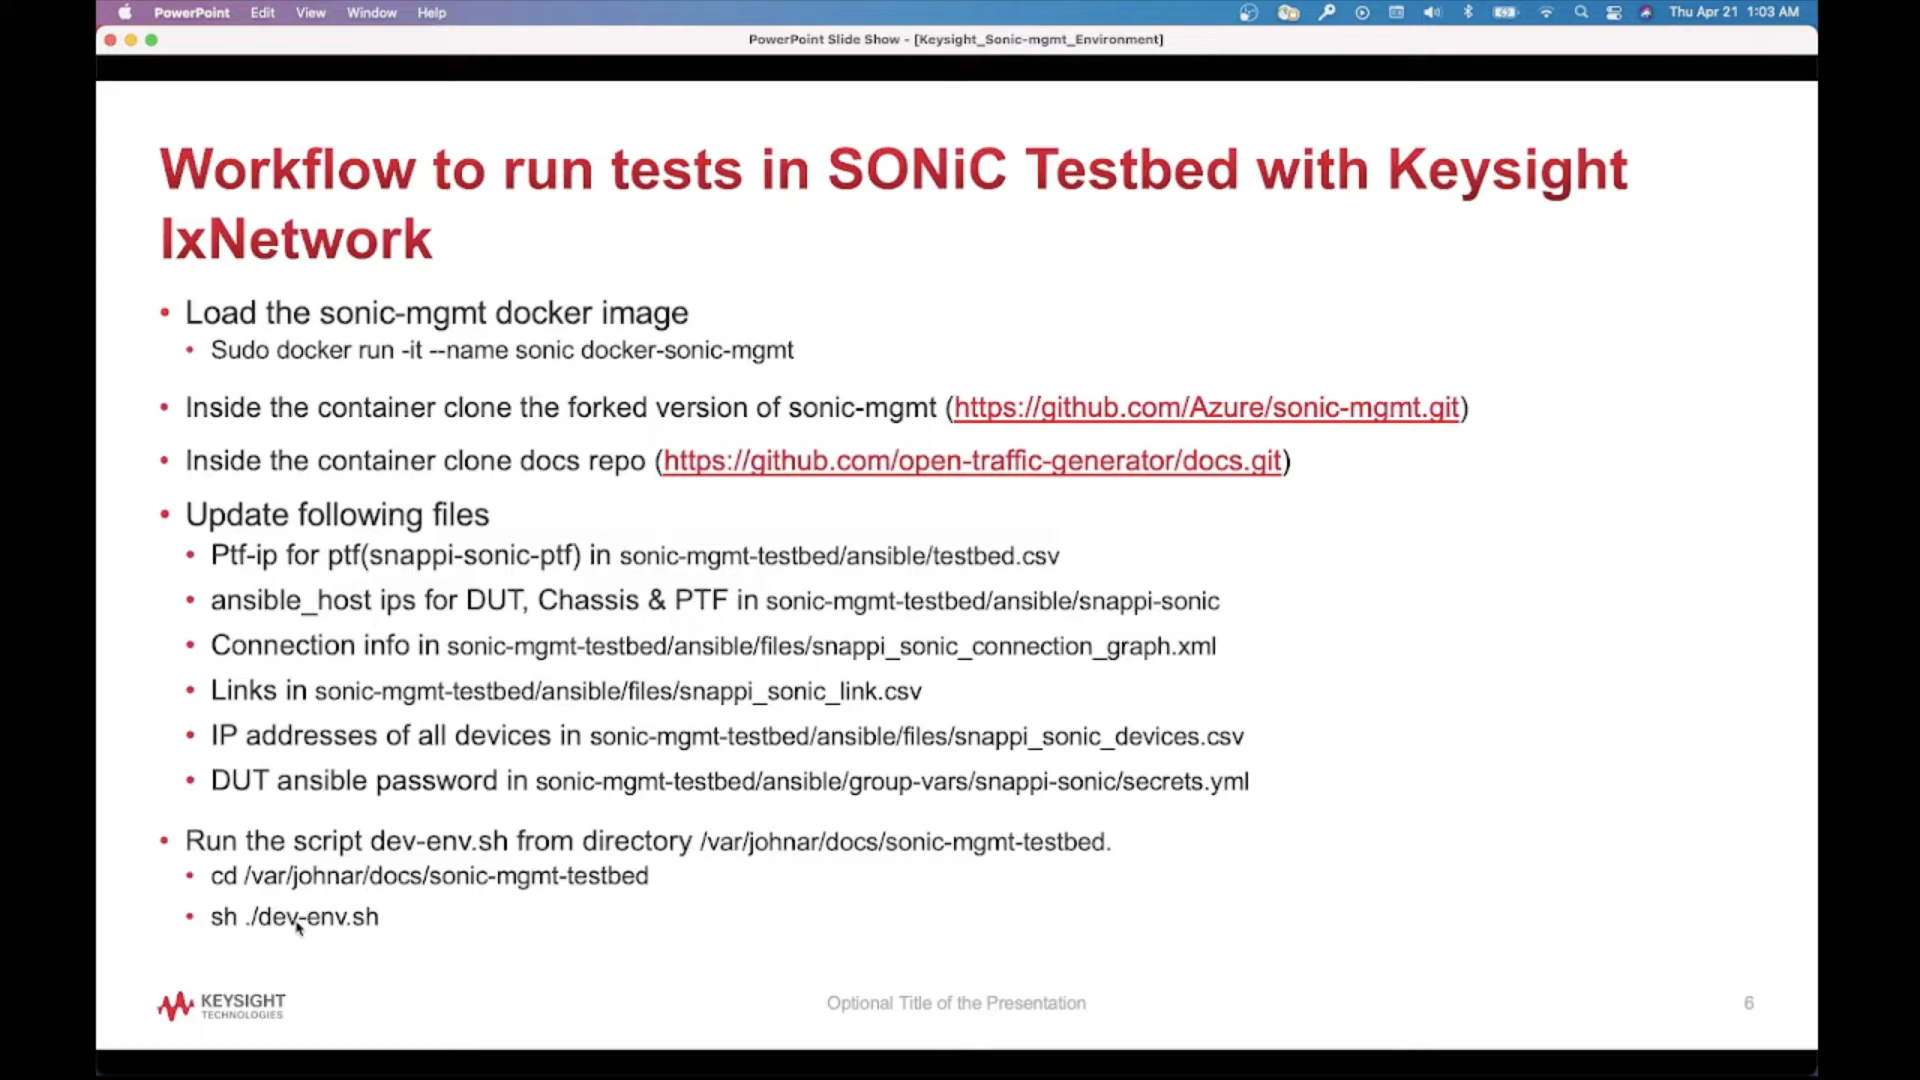 PowerPoint Edit View Window Help Thu Apr 21 1:03 AM
PowerPoint Slide Show - [Keysight_Sonic-mgmt_Environment]
Workflow to run tests in SONiC Testbed with Keysight
IxNetwork
• Load the sonic-mgmt docker image
• Sudo docker run -it --name sonic docker-sonic-mgmt
• Inside the container clone the forked version of sonic-mgmt (https://github.com/Azure/sonic-mgmt.git)
• Inside the container clone docs repo (https://github.com/open-traffic-generator/docs.git)
• Update following files
• Ptf-ip for ptf(snappi-sonic-ptf) in sonic-mgmt-testbed/ansible/testbed.csv
• ansible_host ips for DUT, Chassis & PTF in sonic-mgmt-testbed/ansible/snappi-sonic
• Connection info in sonic-mgmt-testbed/ansible/files/snappi_sonic_connection_graph.xml
• Links in sonic-mgmt-testbed/ansible/files/snappi_sonic_link.csv
• IP addresses of all devices in sonic-mgmt-testbed/ansible/files/snappi_sonic_devices.csv
• DUT ansible password in sonic-mgmt-testbed/ansible/group-vars/snappi-sonic/secrets.yml
• Run the script dev-env.sh from directory /var/johnar/docs/sonic-mgmt-testbed.
• cd /var/johnar/docs/sonic-mgmt-testbed
• sh ./dev-env.sh
KEYSIGHT
TECHNOLOGIES
Optional Title of the Presentation
6